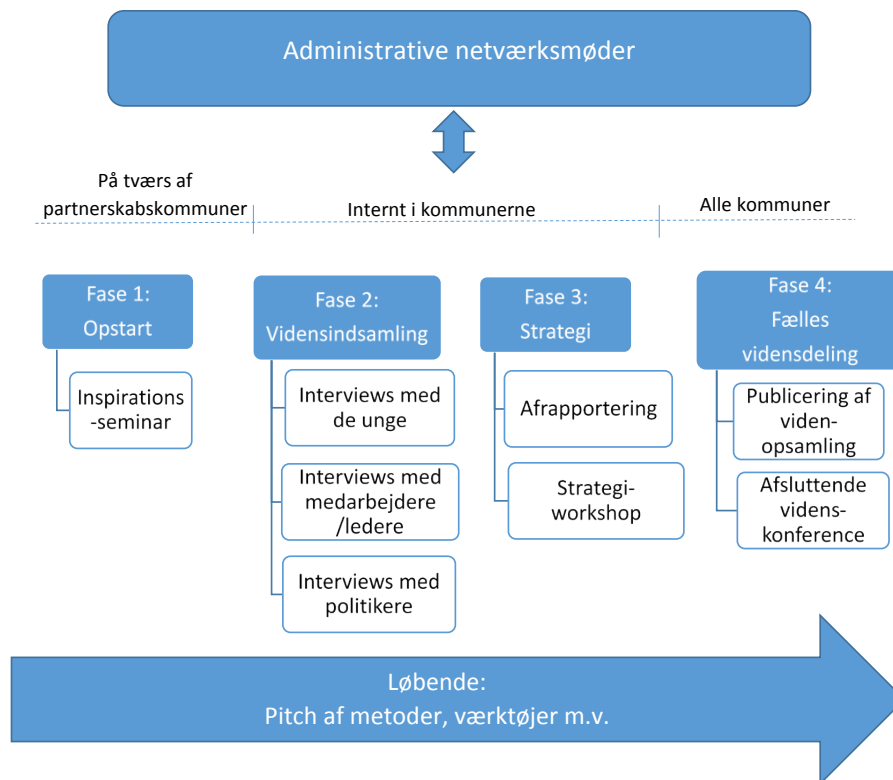 Administrative netværksmøder
På tværs af
partnerskabskommuner
Internt i kommunerne
Alle kommuner
Fase 1:
Opstart
Inspirations
-seminar
Fase 2:
Vidensindsamling
Interviews med
de unge
Interviews med
medarbejdere
/ledere
Interviews med
politikere
Fase 3:
Strategi
Afrapportering
Strategi-
workshop
Fase 4:
Fælles
vidensdeling
Publicering af
viden-
opsamling
Afsluttende
videns-
konference
Løbende:
Pitch af metoder, værktøjer m.v.